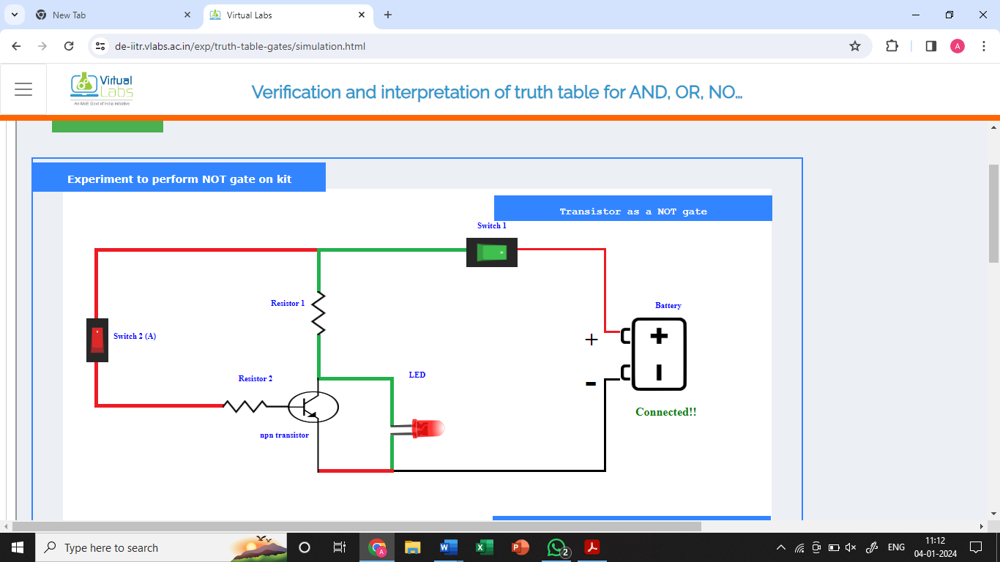 New Tab
Virtual Labs
de-iitr.vlabs.ac.in/exp/truth-table-gates/simulation.html
A
Virtual
Labs
An MoE Govt of India Initiative
Verification and interpretation of truth table for AND, OR, NO...
Experiment to perform NOT gate on kit
Transistor as a NOT gate
Switch 1
Resistor 1
Battery
+
Switch 2 (A)
+
-
Resistor 2
LED
Connected!!
npn transistor
Type here to search
A
2
ENG
11:12
04-01-2024